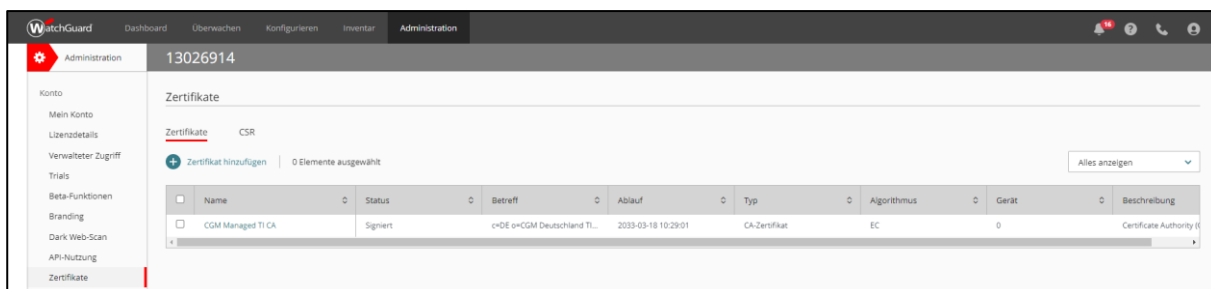 WatchGuard Dashboard Überwachen Konfigurieren Inventar Administration 16
Administration 13026914
Konto
Mein Konto
Lizenzdetails
Verwalteter Zugriff
Trials
Beta-Funktionen
Branding
Dark Web-Scan
API-Nutzung
Zertifikate
Zertifikate
Zertifikate CSR
Zertifikat hinzufügen 0 Elemente ausgewählt Alles anzeigen
Name Status Betreff Ablauf Typ Algorithmus Gerät Beschreibung
CGM Managed TI CA Signiert c=DE o=CGM Deutschland TI... 2033-03-18 10:29:01 CA-Zertifikat EC 0 Certificate Authority (